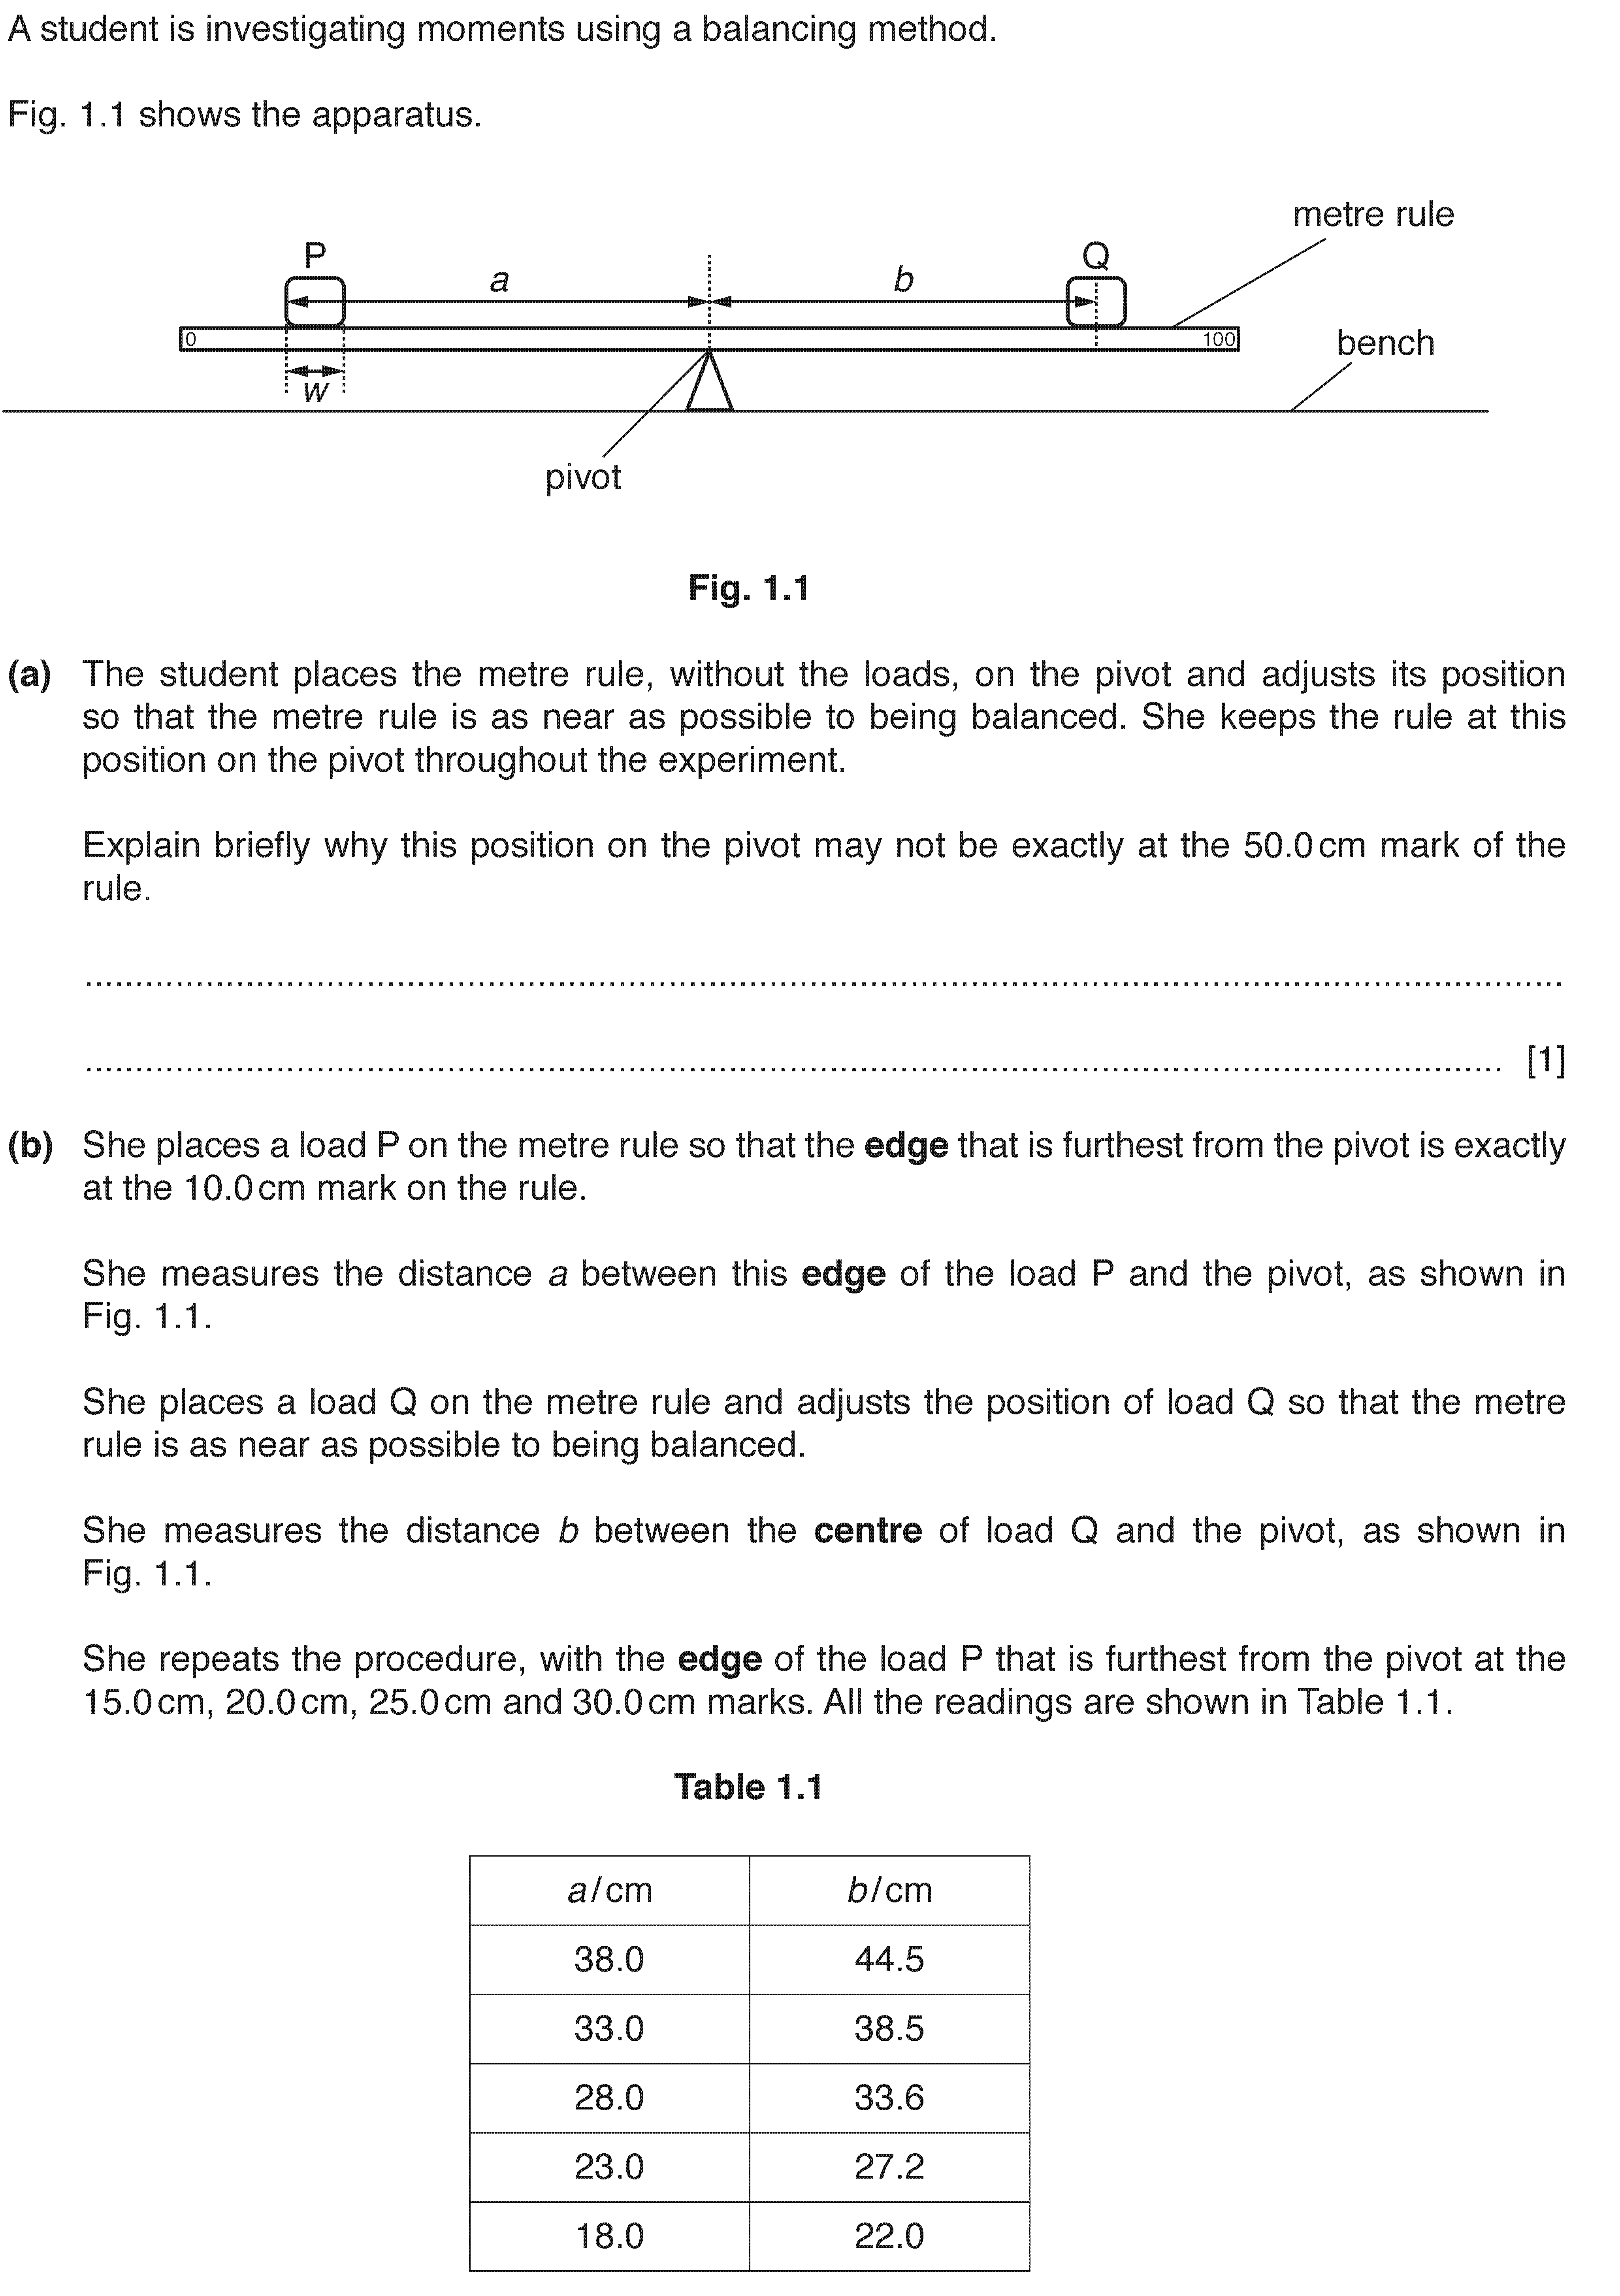 A student is investigating moments using a balancing method.
Fig. 1.1 shows the apparatus.
metre rule
P
Q
a
b
0
100
bench
w
pivot
Fig. 1.1
(a) The student places the metre rule, without the loads, on the pivot and adjusts its position
so that the metre rule is as near as possible to being balanced. She keeps the rule at this
position on the pivot throughout the experiment.
Explain briefly why this position on the pivot may not be exactly at the 50.0 cm mark of the
rule.
...................................................................................................................................................
............................................................................................................................................. [1]
(b) She places a load P on the metre rule so that the edge that is furthest from the pivot is exactly
at the 10.0 cm mark on the rule.
She measures the distance a between this edge of the load P and the pivot, as shown in
Fig. 1.1.
She places a load Q on the metre rule and adjusts the position of load Q so that the metre
rule is as near as possible to being balanced.
She measures the distance b between the centre of load Q and the pivot, as shown in
Fig. 1.1.
She repeats the procedure, with the edge of the load P that is furthest from the pivot at the
15.0 cm, 20.0 cm, 25.0 cm and 30.0 cm marks. All the readings are shown in Table 1.1.
Table 1.1
a / cm b / cm
38.0 44.5
33.0 38.5
28.0 33.6
23.0 27.2
18.0 22.0